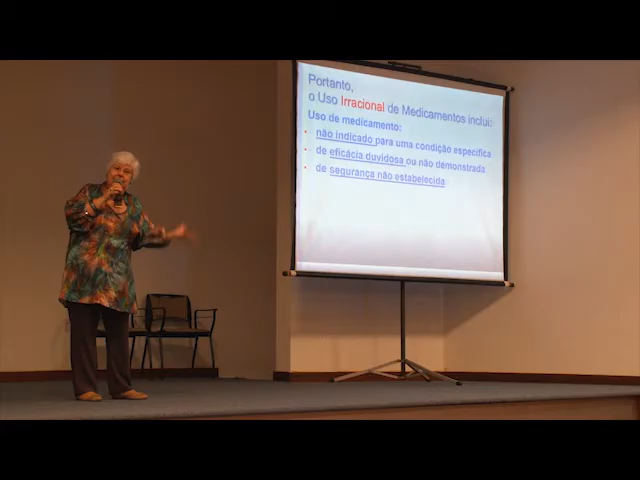 Portanto,
o Uso Irracional de Medicamentos inclui:
Uso de medicamento:
• não indicado para uma condição específica
• de eficácia duvidosa ou não demonstrada
• de segurança não estabelecida